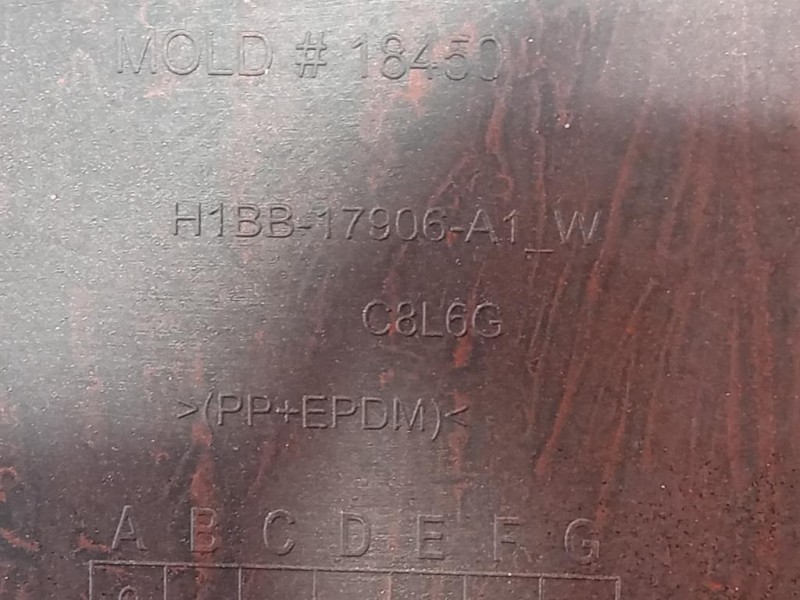 MOLD # 18450
H1BB-17906-A1_W
C8L6G
>(PP+EPDM)<
A B C D E F G